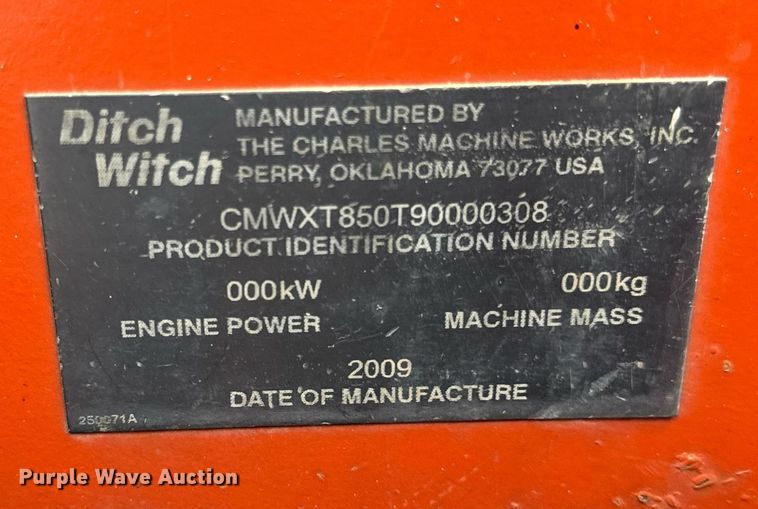 Ditch Witch
MANUFACTURED BY
THE CHARLES MACHINE WORKS, INC.
PERRY, OKLAHOMA 73077 USA
CMWXT850T90000308
PRODUCT IDENTIFICATION NUMBER
000kW
000kg
ENGINE POWER
MACHINE MASS
2009
DATE OF MANUFACTURE
250071A
Purple Wave Auction